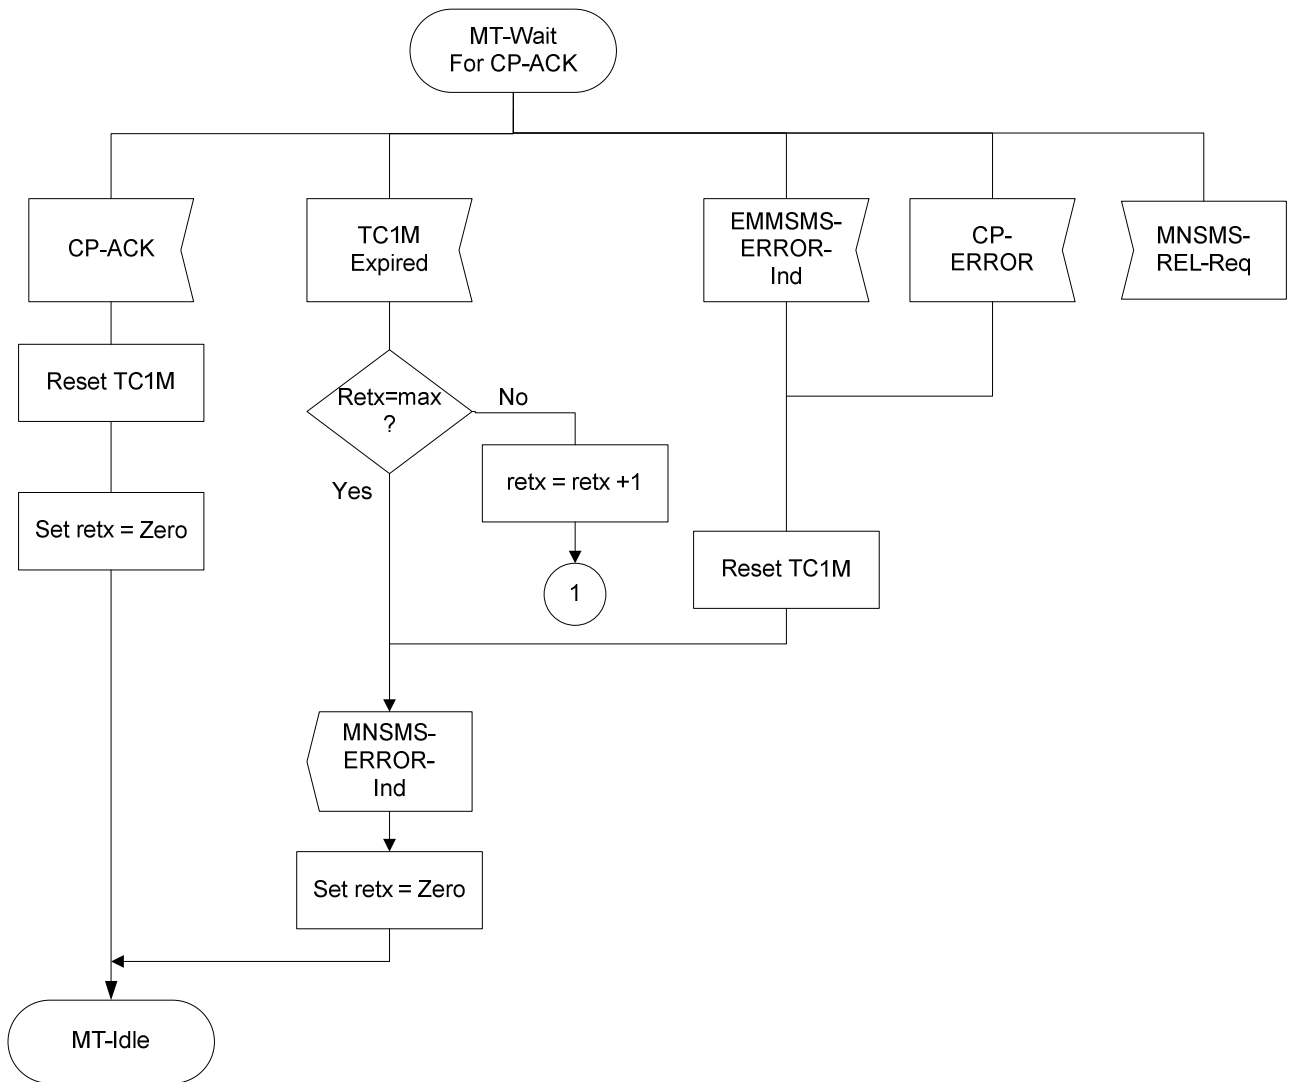 MT-Wait
For CP-ACK
CP-ACK
TC1M
Expired
EMMSMS-
ERROR-
Ind
CP-
ERROR
MNSMS-
REL-Req
Reset TC1M
Retx=max
?
No
Yes
retx = retx +1
Set retx = Zero
1
Reset TC1M
MNSMS-
ERROR-
Ind
Set retx = Zero
MT-Idle